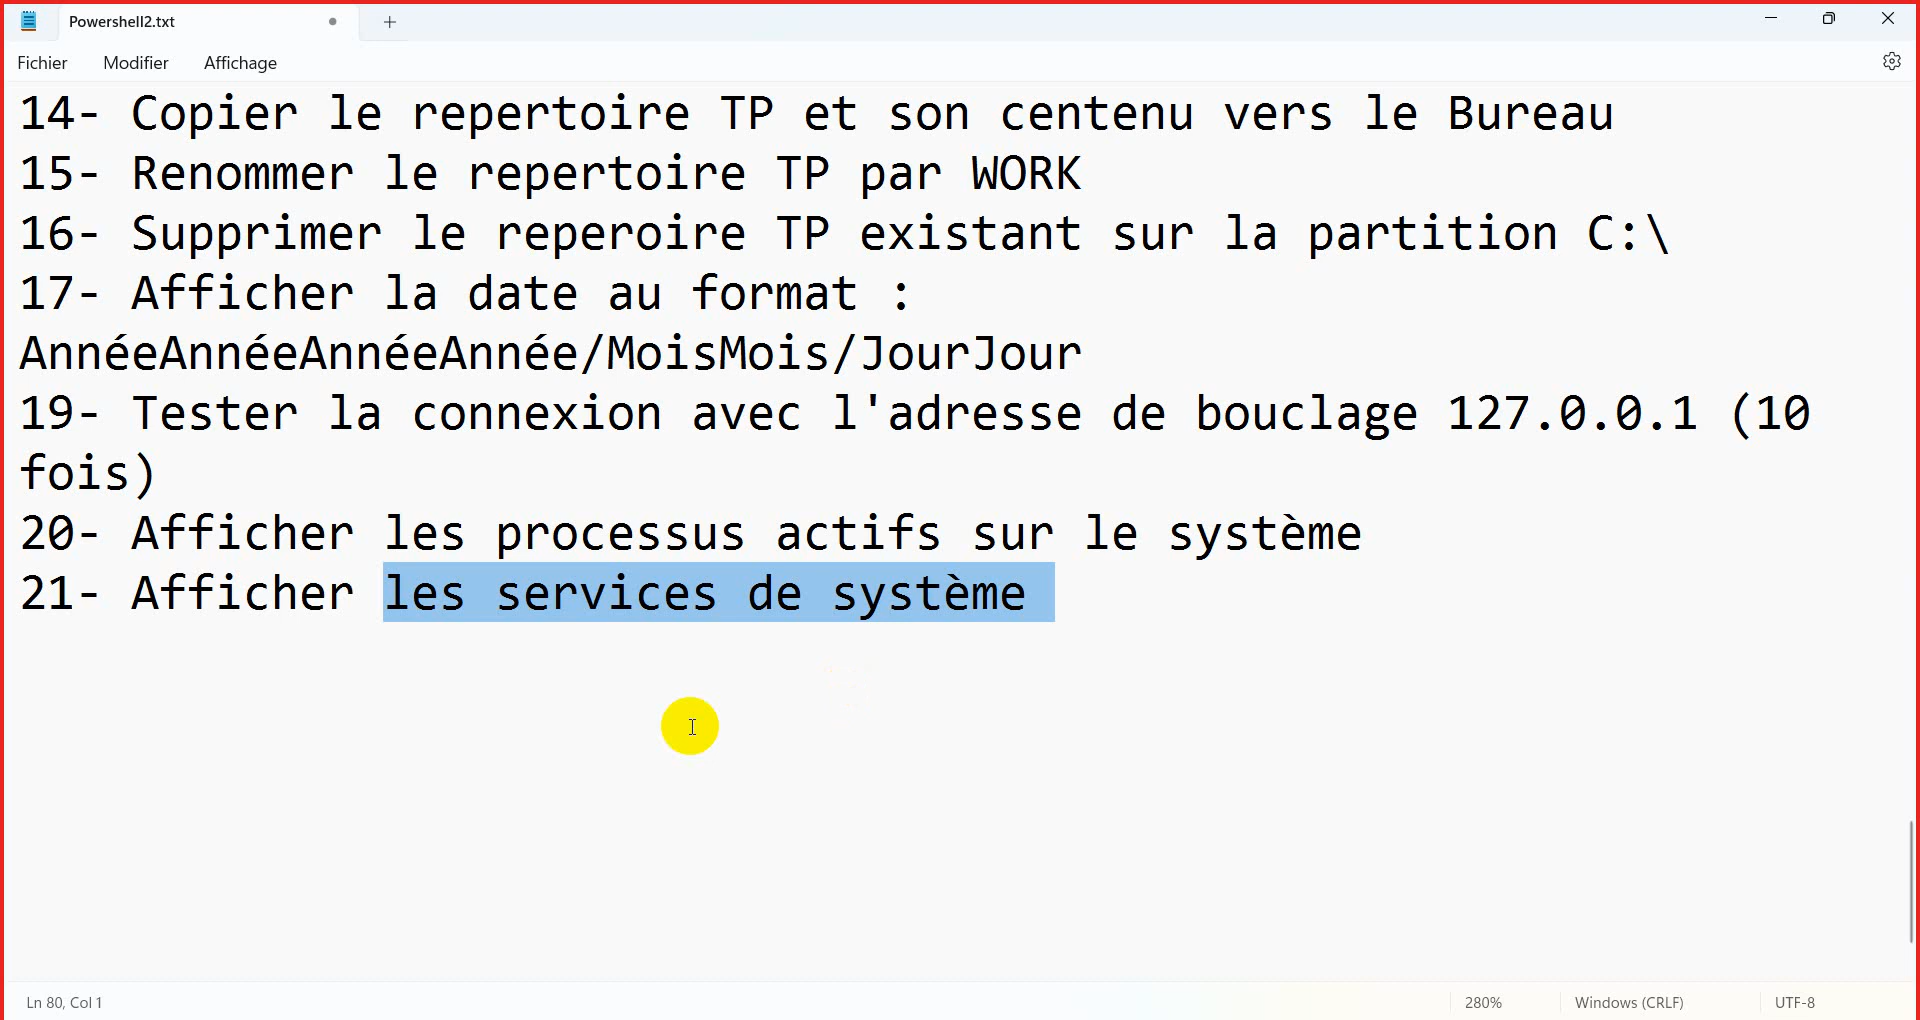 Powershell2.txt
Fichier Modifier Affichage
14- Copier le repertoire TP et son centenu vers le Bureau
15- Renommer le repertoire TP par WORK
16- Supprimer le reperoire TP existant sur la partition C:\
17- Afficher la date au format :
AnnéeAnnéeAnnéeAnnée/MoisMois/JourJour
19- Tester la connexion avec l'adresse de bouclage 127.0.0.1 (10
fois)
20- Afficher les processus actifs sur le système
21- Afficher les services de système
Ln 80, Col 1 280% Windows (CRLF) UTF-8